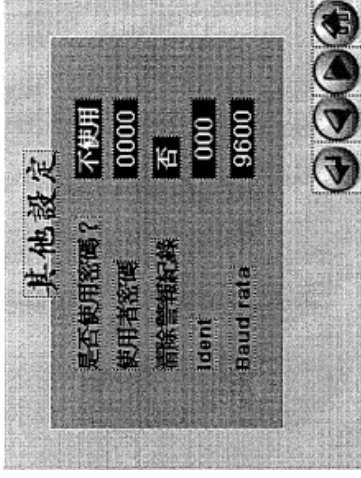 其他設定
是否使用密碼? 不使用
使用者密碼 0000
清除警報紀錄 否
Ident 000
Baud rata 9600